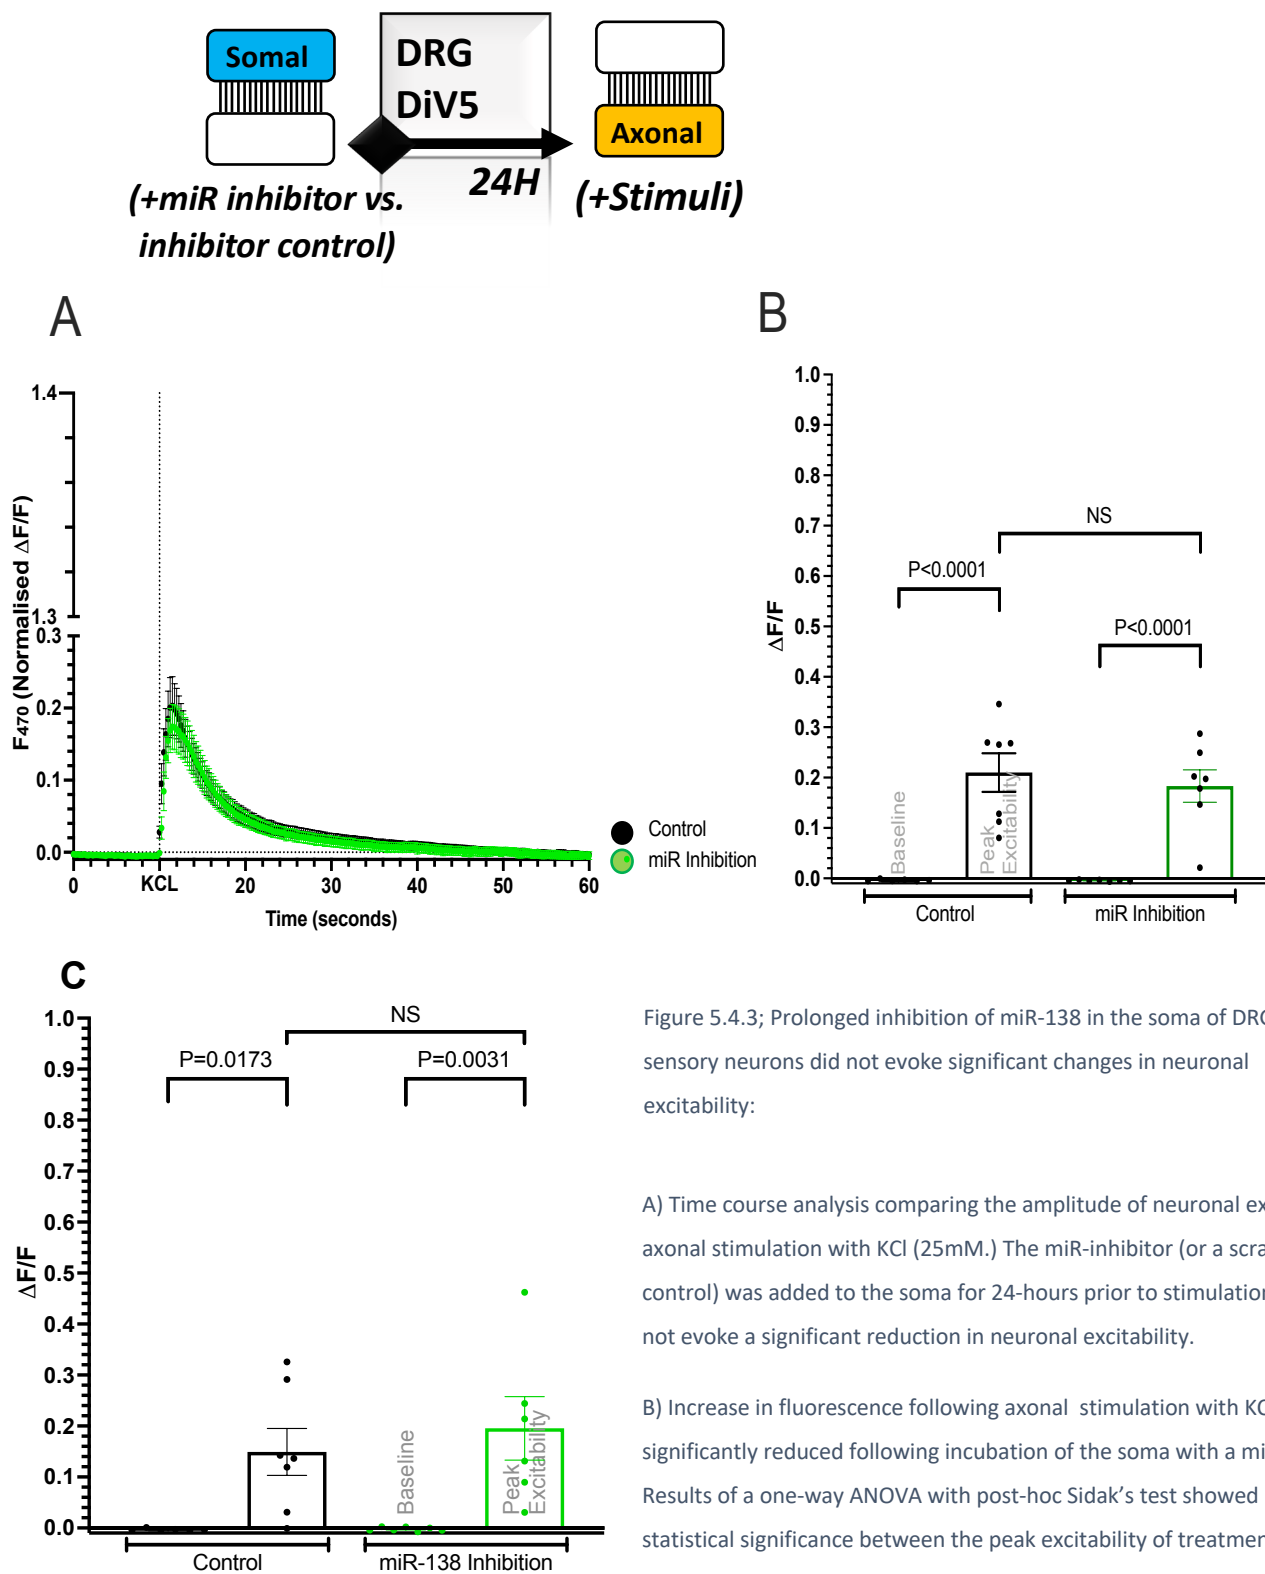 Somal
DRG
DiV5
24H
Axonal
(+miR inhibitor vs.
inhibitor control)
(+Stimuli)
A
1.4
1.3
0.3
0.2
0.1
0.0
F470 (Normalised ΔF/F)
0
KCL
20
30
40
50
60
Time (seconds)
Control
miR Inhibition
B
1.0
0.9
0.8
0.7
0.6
0.5
0.4
0.3
0.2
0.1
0.0
ΔF/F
NS
P<0.0001
P<0.0001
Baseline
Peak
Excitability
Control
miR Inhibition
C
1.0
0.9
0.8
0.7
0.6
0.5
0.4
0.3
0.2
0.1
0.0
ΔF/F
NS
P=0.0173
P=0.0031
Baseline
Peak
Excitability
Control
miR-138 Inhibition
Figure 5.4.3; Prolonged inhibition of miR-138 in the soma of DRG
sensory neurons did not evoke significant changes in neuronal
excitability:
A) Time course analysis comparing the amplitude of neuronal ex
axonal stimulation with KCl (25mM.) The miR-inhibitor (or a scra
control) was added to the soma for 24-hours prior to stimulation
not evoke a significant reduction in neuronal excitability.
B) Increase in fluorescence following axonal stimulation with KC
significantly reduced following incubation of the soma with a mi
Results of a one-way ANOVA with post-hoc Sidak’s test showed
statistical significance between the peak excitability of treatmen